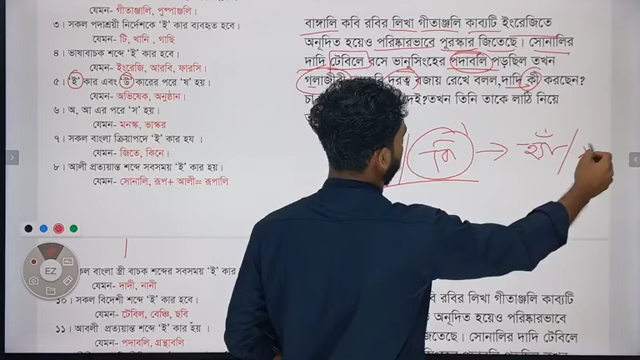 যেমন- গীতাঞ্জলি, পুষ্পাঞ্জলি।
৩। সকল পদাশ্রয়ী নির্দেশকে 'ই' কার ব্যবহৃত হবে।
যেমন- টি, খানি , গাছি
৪। ভাষাবাচক শব্দে 'ই' কার হবে।
যেমন- ইংরেজি, আরবি, ফারসি।
৫। 'ই' কার এবং 'উ' কারের পরে 'ষ' হয়।
যেমন- অভিষেক, অনুষ্ঠান।
৬। অ, আ এর পরে 'স' হয়।
যেমন- মনস্ক, ভাস্কর
৭। সকল বাংলা ক্রিয়াপদে 'ই' কার হয়
যেমন- জিতে, কিনে।
৮। আলী প্রত্যয়ান্ত শব্দে সবসময় 'ই' কার হয়।
যেমন- সোনালি, রূপ+ আলী= রূপালি
কল বাংলা স্ত্রী বাচক শব্দের সবসময় 'ই' কার
যেমন- দাদী, নানী
১০। সকল বিদেশী শব্দে 'ই' কার হবে।
যেমন- টেবিল, বেঞ্চি, ছবি
১১। আবলী প্রত্যয়ান্ত শব্দে 'ই' কার হয়।
যেমন- পদাবলি, গ্রন্থাবলি
EZ
বাঙ্গালি কবি রবির লিখা গীতাঞ্জলি কাব্যটি ইংরেজিতে
অনূদিত হয়েও পরিষ্কারভাবে পুরস্কার জিতেছে। সোনালির
দাদি টেবিলে বসে ভানুসিংহের পদাবলি পড়ছিল তখন
দূরত্ব বজায় রেখে বলল,দাদি কী করছেন?
দেই?তখন তিনি তাকে লাঠি নিয়ে
কি → হ্যাঁ/
বি রবির লিখা গীতাঞ্জলি কাব্যটি
অনূদিত হয়েও পরিষ্কারভাবে
জিতেছে। সোনালির দাদি টেবিলে